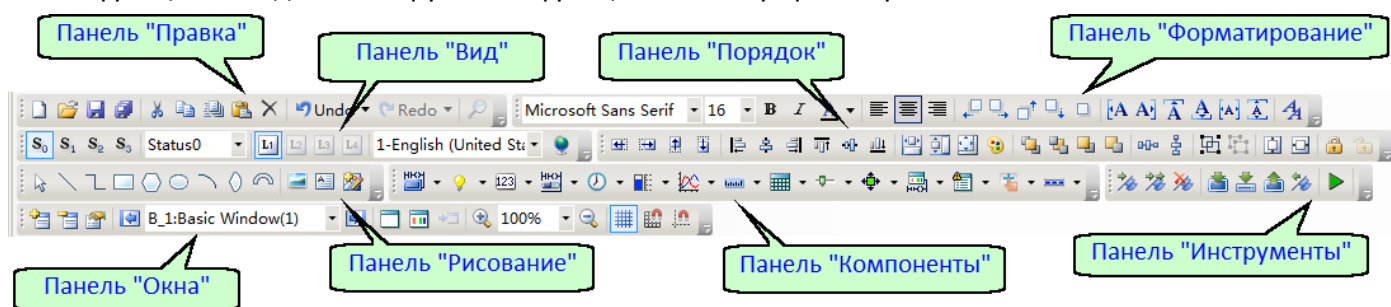 Панель "Правка"
Панель "Вид"
Панель "Порядок"
Панель "Форматирование"
Undo Redo Microsoft Sans Serif 16 B I A A A A A A A A
S0 S1 S2 S3 Status0 L1 L2 L3 L4 1-English (United Sta
A 123
B_1:Basic Window(1) 100%
Панель "Окна"
Панель "Рисование"
Панель "Компоненты"
Панель "Инструменты"